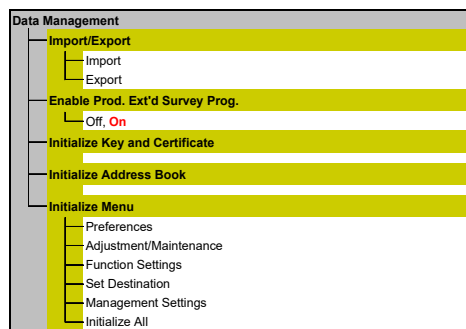 Data Management
Import/Export
Import
Export
Enable Prod. Ext'd Survey Prog.
Off, On
Initialize Key and Certificate
Initialize Address Book
Initialize Menu
Preferences
Adjustment/Maintenance
Function Settings
Set Destination
Management Settings
Initialize All